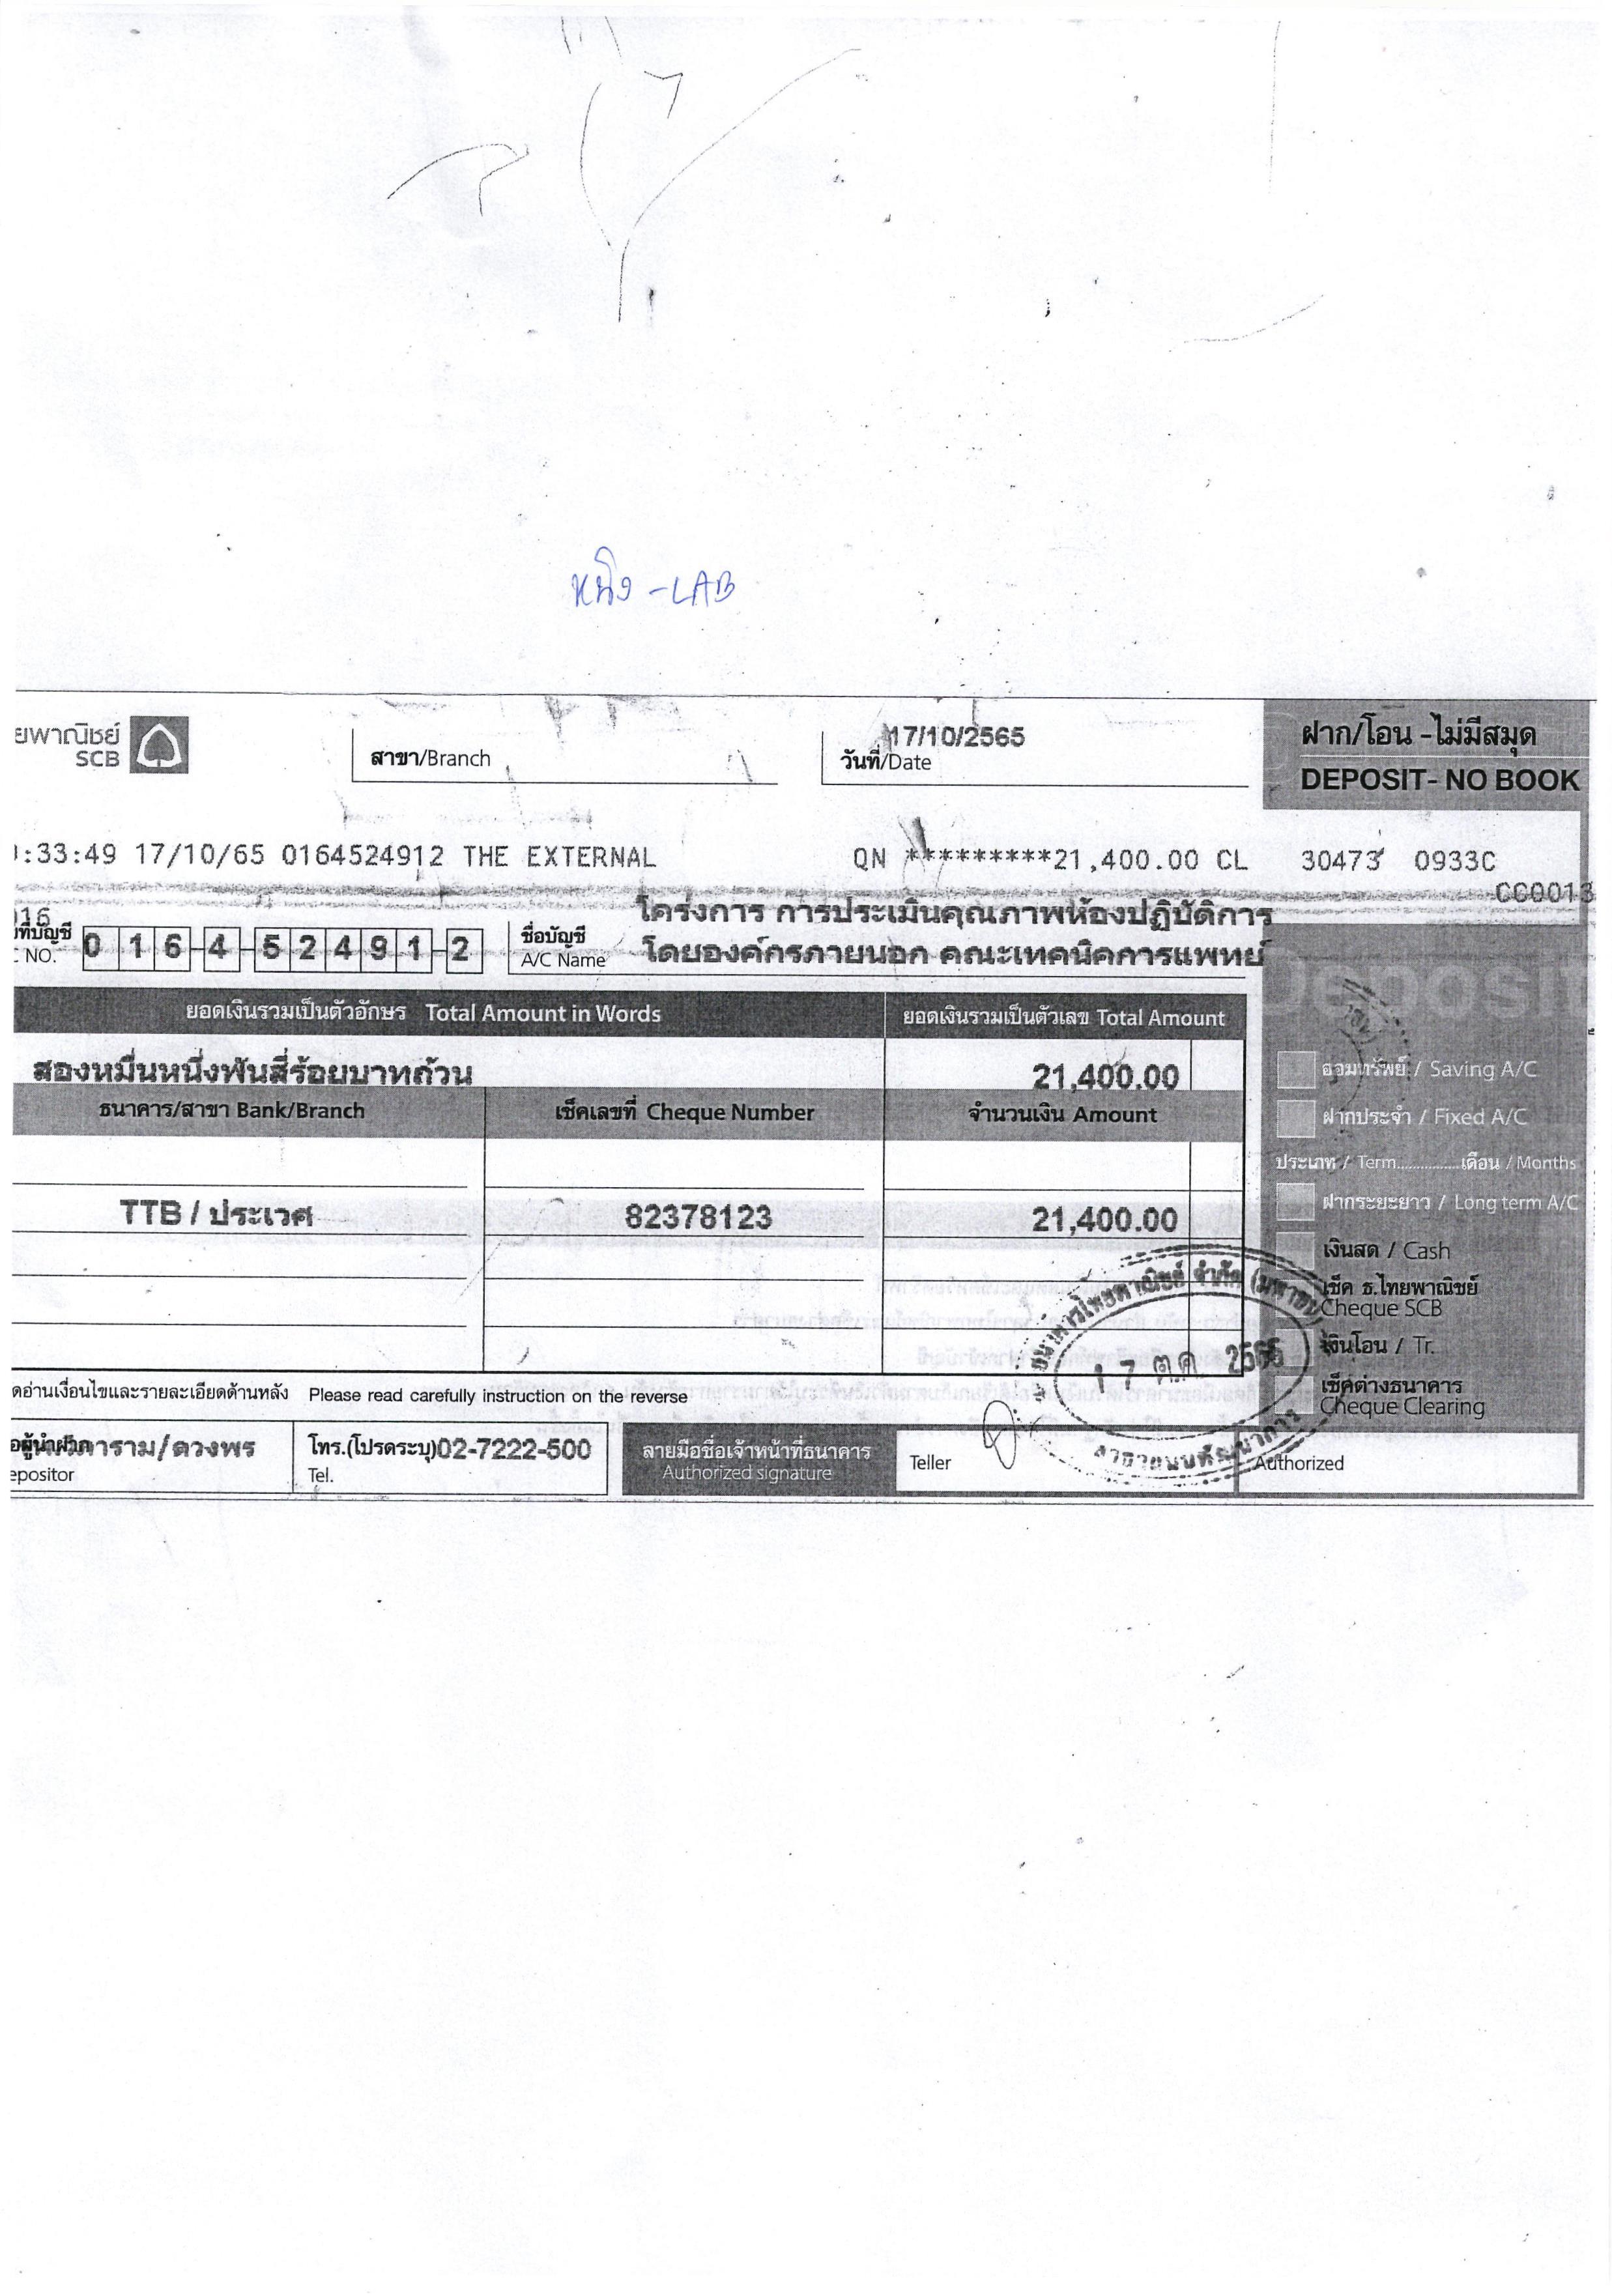 หนิง -LAB
ยพาณิชย์
SCB
สาขา/Branch
17/10/2565
วันที่/Date
ฝาก/โอน -ไม่มีสมุด
DEPOSIT- NO BOOK
:33:49 17/10/65 0164524912 THE EXTERNAL QN *********21,400.00 CL 30473 0933C
CC0013
016
ที่บัญชี
NO.
0 1 6-4-5 2 4 9 1-2
ชื่อบัญชี
A/C Name
โครงการ การประเมินคุณภาพห้องปฏิบัติการ
โดยองค์กรภายนอก คณะเทคนิคการแพทย์
Deposit
ยอดเงินรวมเป็นตัวอักษร Total Amount in Words
ยอดเงินรวมเป็นตัวเลข Total Amount
สองหมื่นหนึ่งพันสี่ร้อยบาทถ้วน
21,400.00
ธนาคาร/สาขา Bank/Branch
เช็คเลขที่ Cheque Number
จำนวนเงิน Amount
TTB / ประเวศ
82378123
21,400.00
ออมทรัพย์ / Saving A/C
ฝากประจำ / Fixed A/C
ประเภท / Term..............เดือน / Months
ฝากระยะยาว / Long term A/C
เงินสด / Cash
เช็ค ธ.ไทยพาณิชย์
Cheque SCB
เงินโอน / Tr.
เช็คต่างธนาคาร
Cheque Clearing
ธนาคารไทยพาณิชย์ จำกัด (มหาชน)
17 ต.ค. 2565
อ่านเงื่อนไขและรายละเอียดด้านหลัง Please read carefully instruction on the reverse
ผู้นำฝาก
าราม/ดวงพร
epositor
โทร.(โปรดระบุ)02-7222-500
Tel.
ลายมือชื่อเจ้าหน้าที่ธนาคาร
Authorized signature
Teller
Authorized